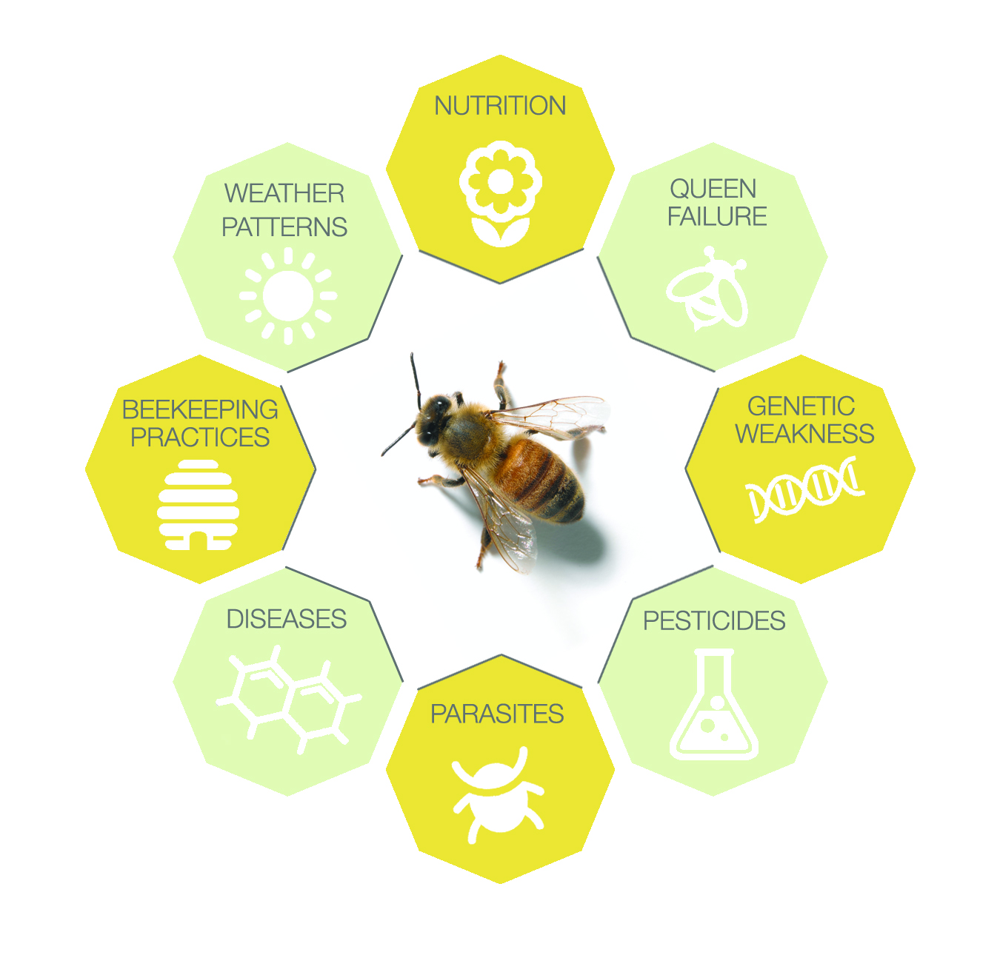 NUTRITION
QUEEN
FAILURE
GENETIC
WEAKNESS
PESTICIDES
PARASITES
DISEASES
BEEKEEPING
PRACTICES
WEATHER
PATTERNS